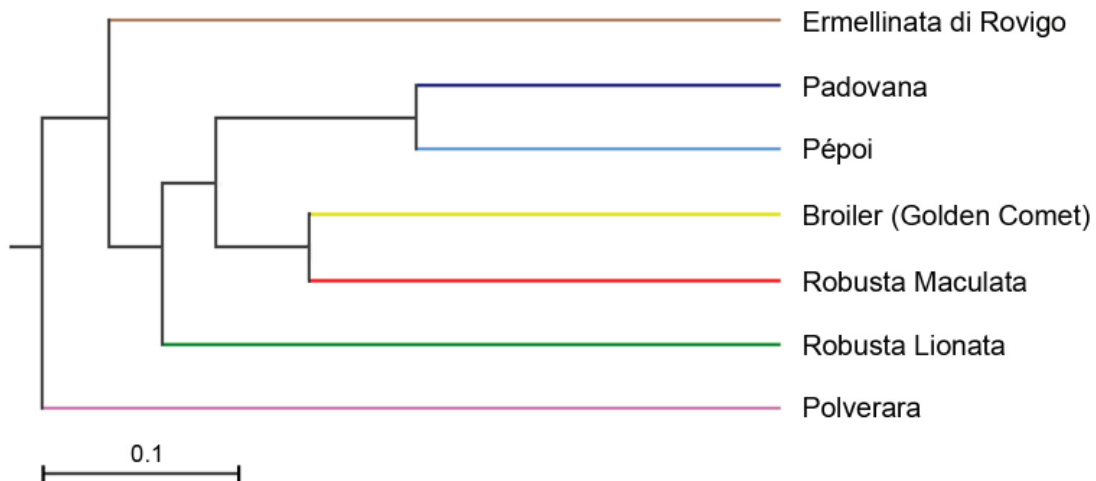 Ermellinata di Rovigo
Padovana
Pépoi
Broiler (Golden Comet)
Robusta Maculata
Robusta Lionata
Polverara
0.1